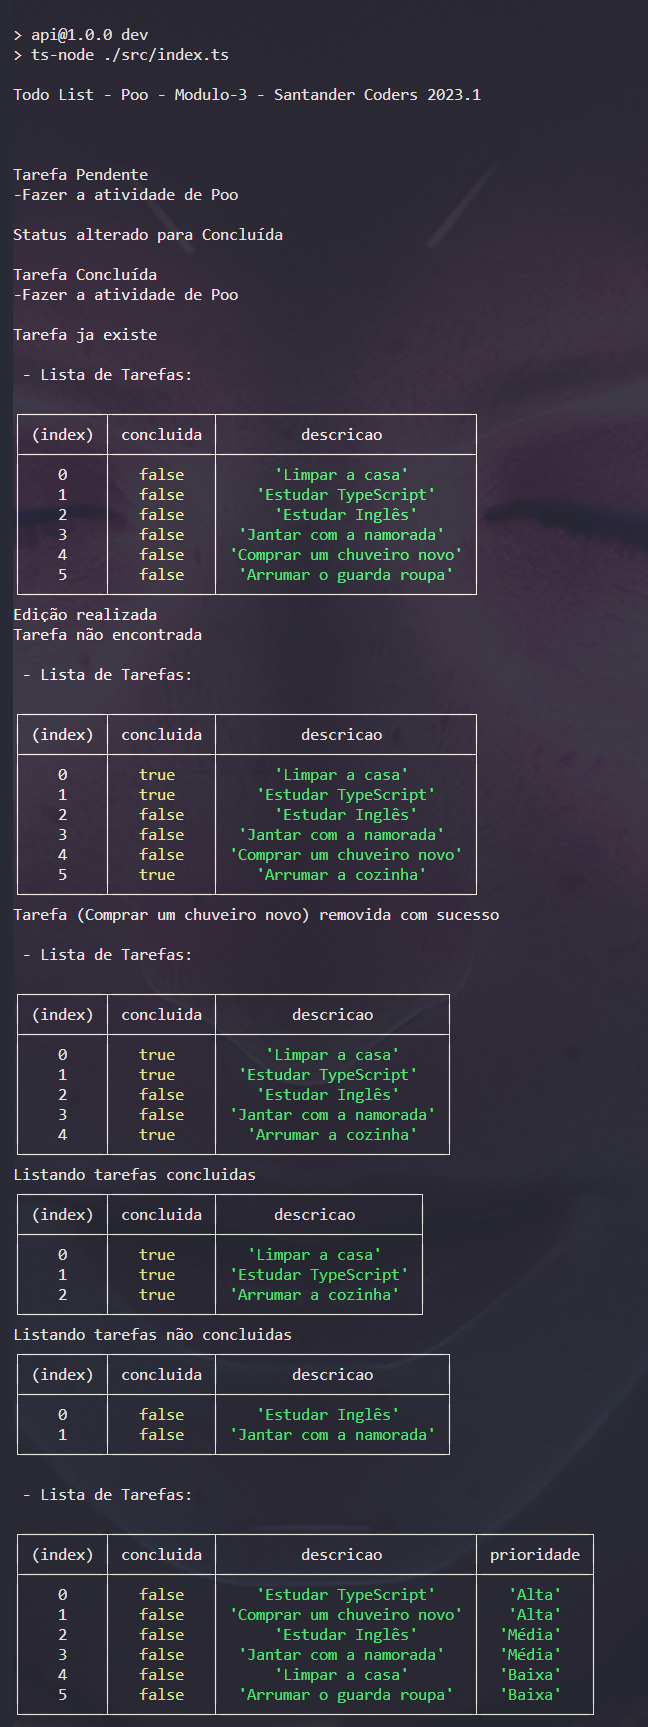 > api@1.0.0 dev
> ts-node ./src/index.ts
Todo List - Poo - Modulo-3 - Santander Coders 2023.1
Tarefa Pendente
-Fazer a atividade de Poo
Status alterado para Concluída
Tarefa Concluída
-Fazer a atividade de Poo
Tarefa ja existe
- Lista de Tarefas:
(index) concluida descricao
0 false 'Limpar a casa'
1 false 'Estudar TypeScript'
2 false 'Estudar Inglês'
3 false 'Jantar com a namorada'
4 false 'Comprar um chuveiro novo'
5 false 'Arrumar o guarda roupa'
Edição realizada
Tarefa não encontrada
- Lista de Tarefas:
(index) concluida descricao
0 true 'Limpar a casa'
1 true 'Estudar TypeScript'
2 false 'Estudar Inglês'
3 false 'Jantar com a namorada'
4 false 'Comprar um chuveiro novo'
5 true 'Arrumar a cozinha'
Tarefa (Comprar um chuveiro novo) removida com sucesso
- Lista de Tarefas:
(index) concluida descricao
0 true 'Limpar a casa'
1 true 'Estudar TypeScript'
2 false 'Estudar Inglês'
3 false 'Jantar com a namorada'
4 true 'Arrumar a cozinha'
Listando tarefas concluidas
(index) concluida descricao
0 true 'Limpar a casa'
1 true 'Estudar TypeScript'
2 true 'Arrumar a cozinha'
Listando tarefas não concluidas
(index) concluida descricao
0 false 'Estudar Inglês'
1 false 'Jantar com a namorada'
- Lista de Tarefas:
(index) concluida descricao prioridade
0 false 'Estudar TypeScript' 'Alta'
1 false 'Comprar um chuveiro novo' 'Alta'
2 false 'Estudar Inglês' 'Média'
3 false 'Jantar com a namorada' 'Média'
4 false 'Limpar a casa' 'Baixa'
5 false 'Arrumar o guarda roupa' 'Baixa'